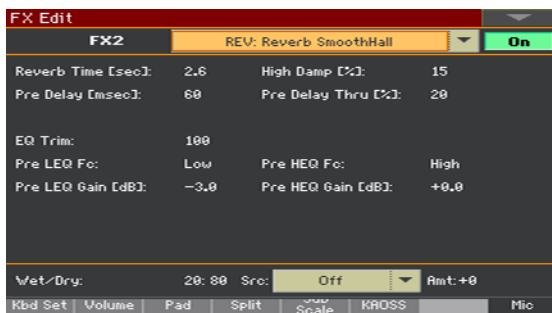 FX Edit
FX2 REV: Reverb SmoothHall On
Reverb Time [sec]: 2.6 High Damp [%]: 15
Pre Delay [msec]: 60 Pre Delay Thru [%]: 20
EQ Trim: 100
Pre LEQ Fc: Low Pre HEQ Fc: High
Pre LEQ Gain [dB]: -3.0 Pre HEQ Gain [dB]: +0.0
Wet/Dry: 20:80 Src: Off Amt:+0
Kbd Set Volume Pad Split Sub Scale KAOSS Mic